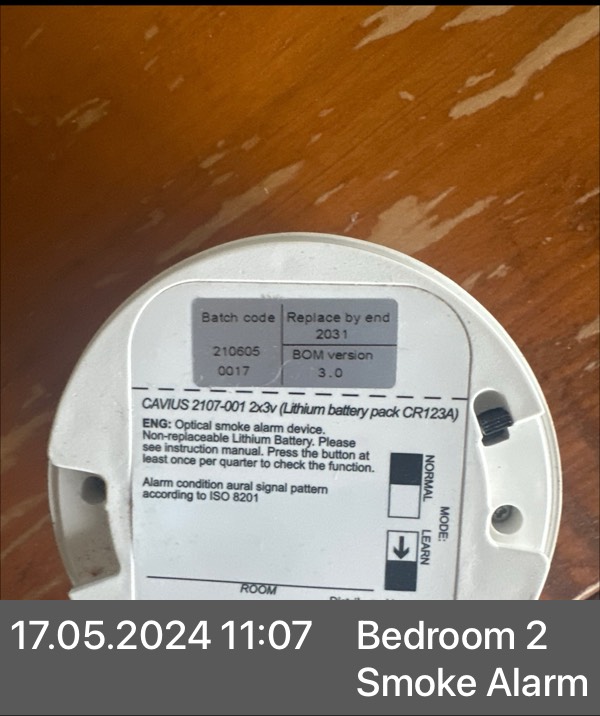 Batch code
210605
0017
Replace by end
2031
BOM version
3.0
CAVIUS 2107-001 2x3v (Lithium battery pack CR123A)
ENG: Optical smoke alarm device.
Non-replaceable Lithium Battery. Please
see instruction manual. Press the button at
least once per quarter to check the function.
Alarm condition aural signal pattern
according to ISO 8201
MODE:
NORMAL
LEARN
ROOM
17.05.2024 11:07
Bedroom 2
Smoke Alarm